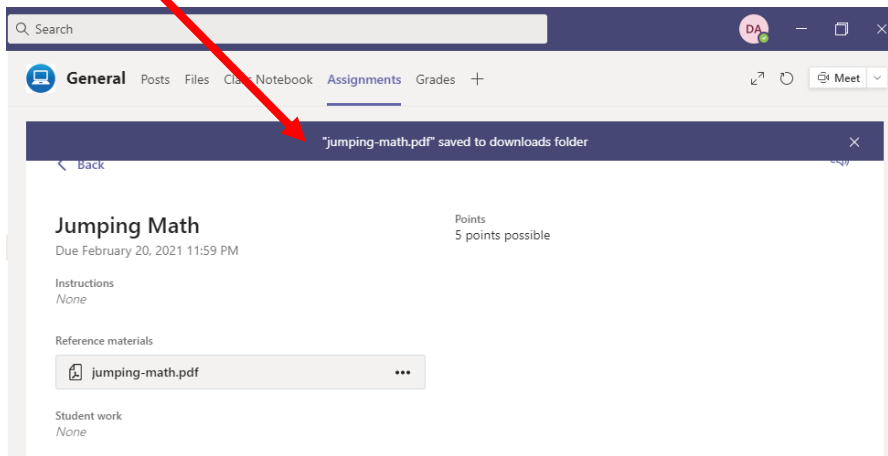 Search
DA
General Posts Files Class Notebook Assignments Grades
Meet
"jumping-math.pdf" saved to downloads folder
Back
Jumping Math
Due February 20, 2021 11:59 PM
Points
5 points possible
Instructions
None
Reference materials
jumping-math.pdf
Student work
None